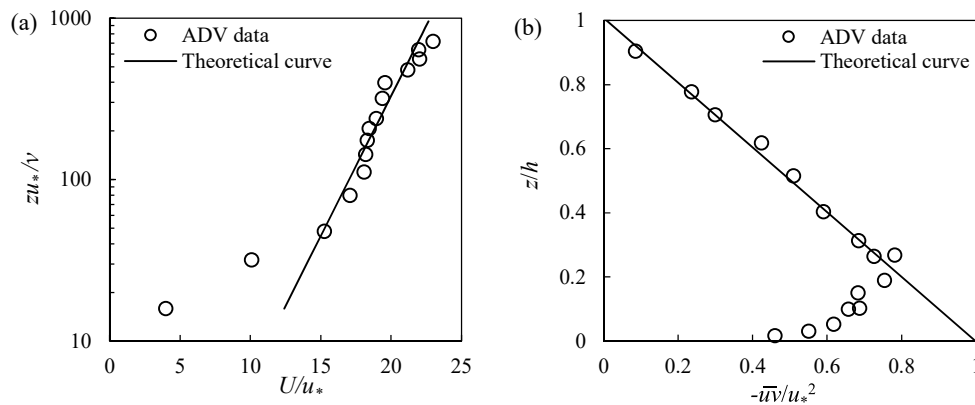 (a)
1000
100
10
zu*/ν
ADV data
Theoretical curve
0 5 10 15 20 25
U/u*
(b)
1
0.8
0.6
0.4
0.2
0
z/h
ADV data
Theoretical curve
0 0.2 0.4 0.6 0.8 1
-u̅v̅/u*²